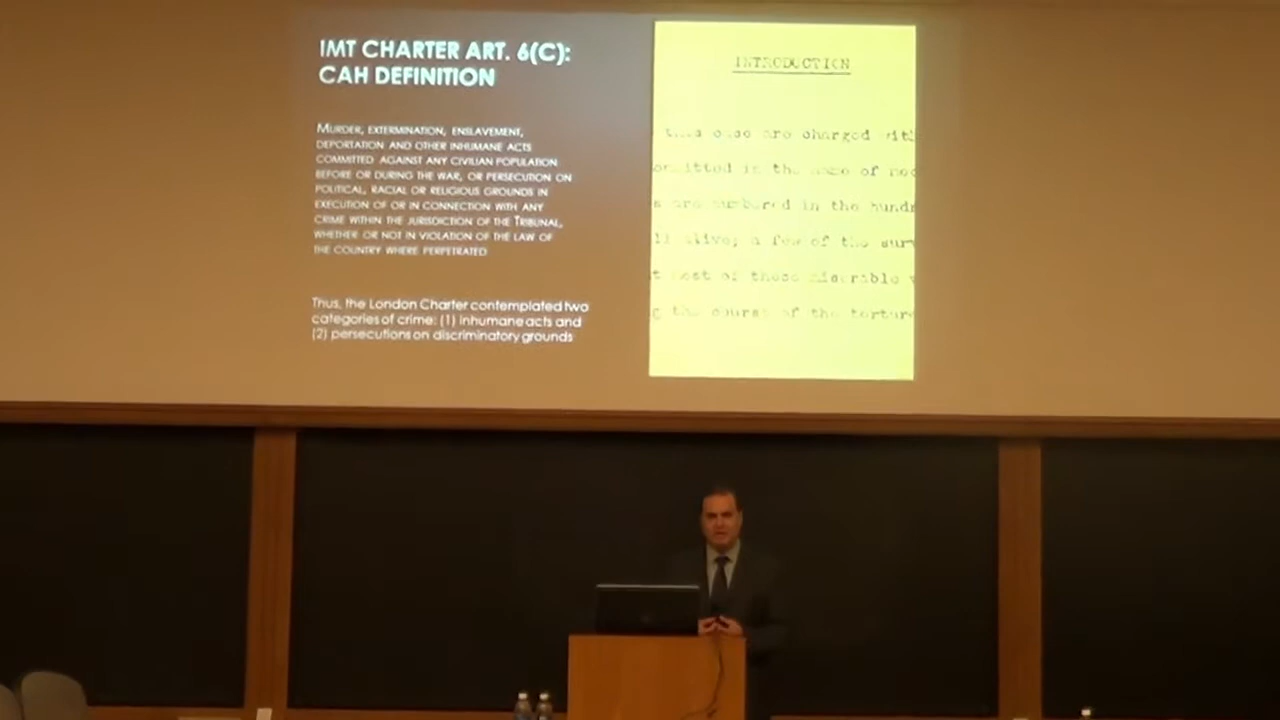 IMT CHARTER ART. 6(C):
CAH DEFINITION
MURDER, EXTERMINATION, ENSLAVEMENT,
DEPORTATION AND OTHER INHUMANE ACTS
COMMITTED AGAINST ANY CIVILIAN POPULATION
BEFORE OR DURING THE WAR, OR PERSECUTION ON
POLITICAL, RACIAL OR RELIGIOUS GROUNDS IN
EXECUTION OF OR IN CONNECTION WITH ANY
CRIME WITHIN THE JURISDICTION OF THE TRIBUNAL,
WHETHER OR NOT IN VIOLATION OF THE LAW OF
THE COUNTRY WHERE PERPETRATED
Thus, the London Charter contemplated two
categories of crime: (1) inhumane acts and
(2) persecutions on discriminatory grounds
INTRODUCTION
this case are charged with
in the name of
are numbered in the
alive; a few of the
most of these miserable
the course of the